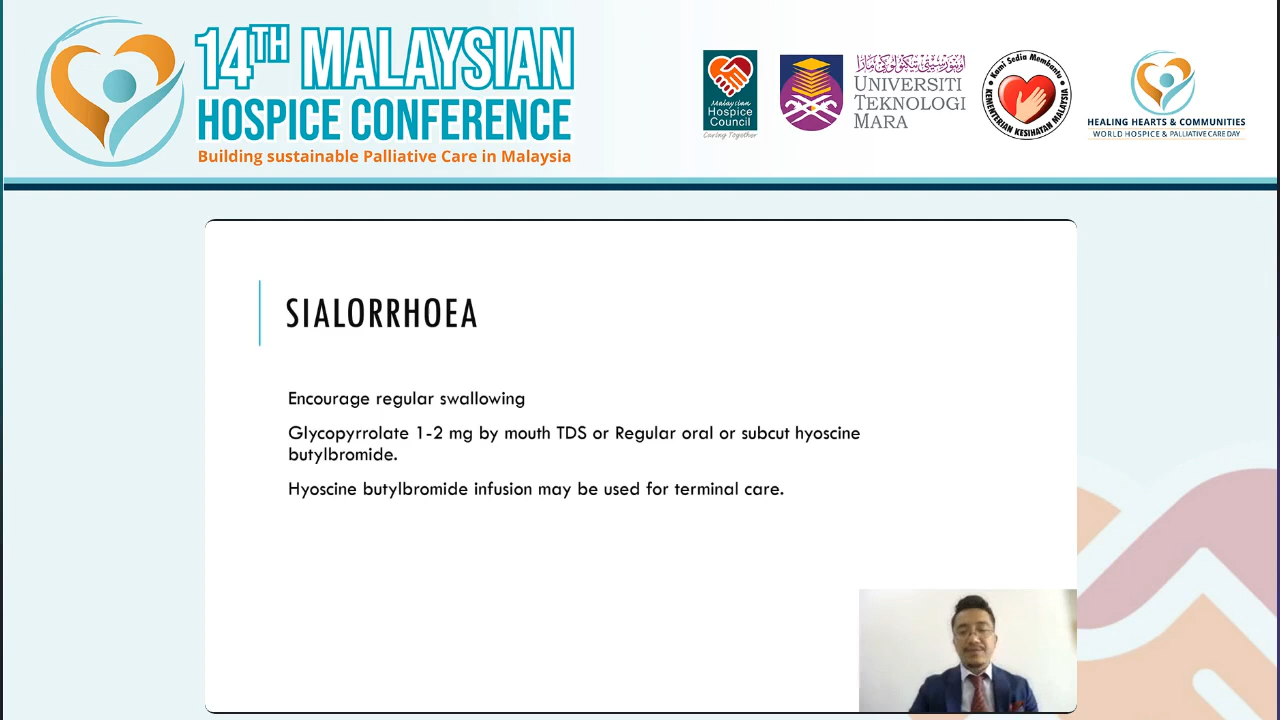 14TH MALAYSIAN
HOSPICE CONFERENCE
Building sustainable Palliative Care in Malaysia
Malaysian
Hospice
Council
Caring Together
UNIVERSITI
TEKNOLOGI
MARA
Kami Sedia Membantu
KEMENTERIAN KESIHATAN MALAYSIA
HEALING HEARTS & COMMUNITIES
WORLD HOSPICE & PALLIATIVE CARE DAY
SIALORRHOEA
Encourage regular swallowing
Glycopyrrolate 1-2 mg by mouth TDS or Regular oral or subcut hyoscine
butylbromide.
Hyoscine butylbromide infusion may be used for terminal care.